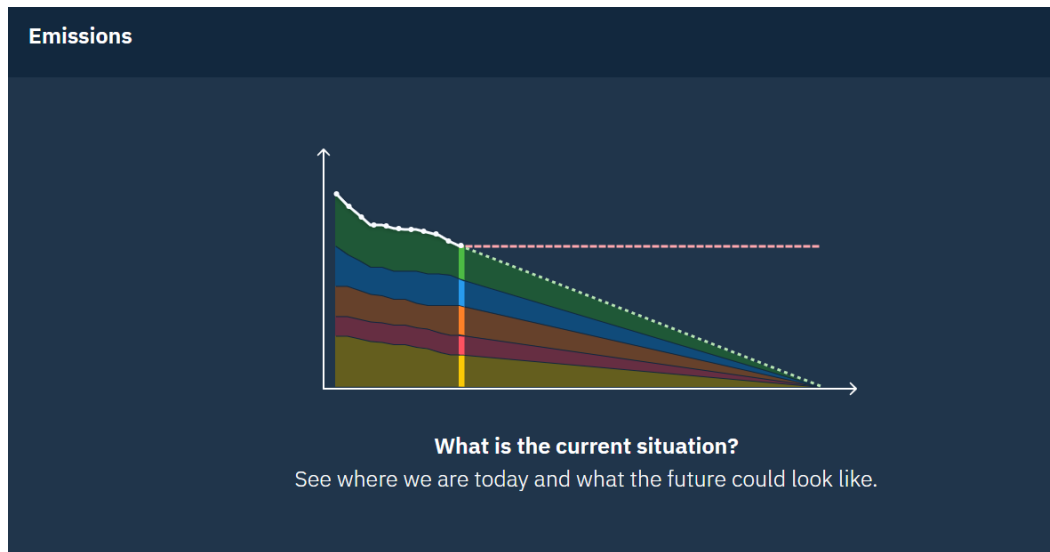 Emissions
What is the current situation?
See where we are today and what the future could look like.